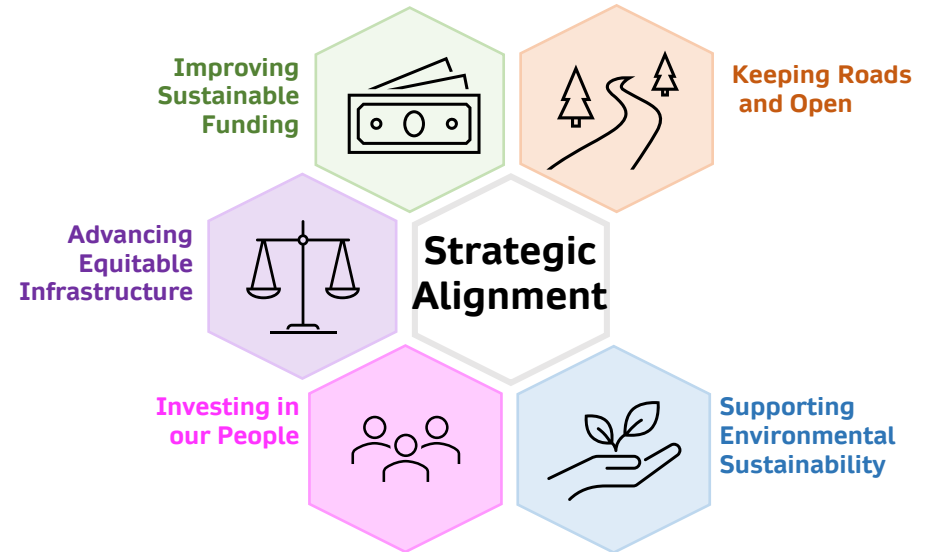 Improving
Sustainable
Funding
Keeping Roads
and Open
Advancing
Equitable
Infrastructure
Strategic
Alignment
Investing in
our People
Supporting
Environmental
Sustainability